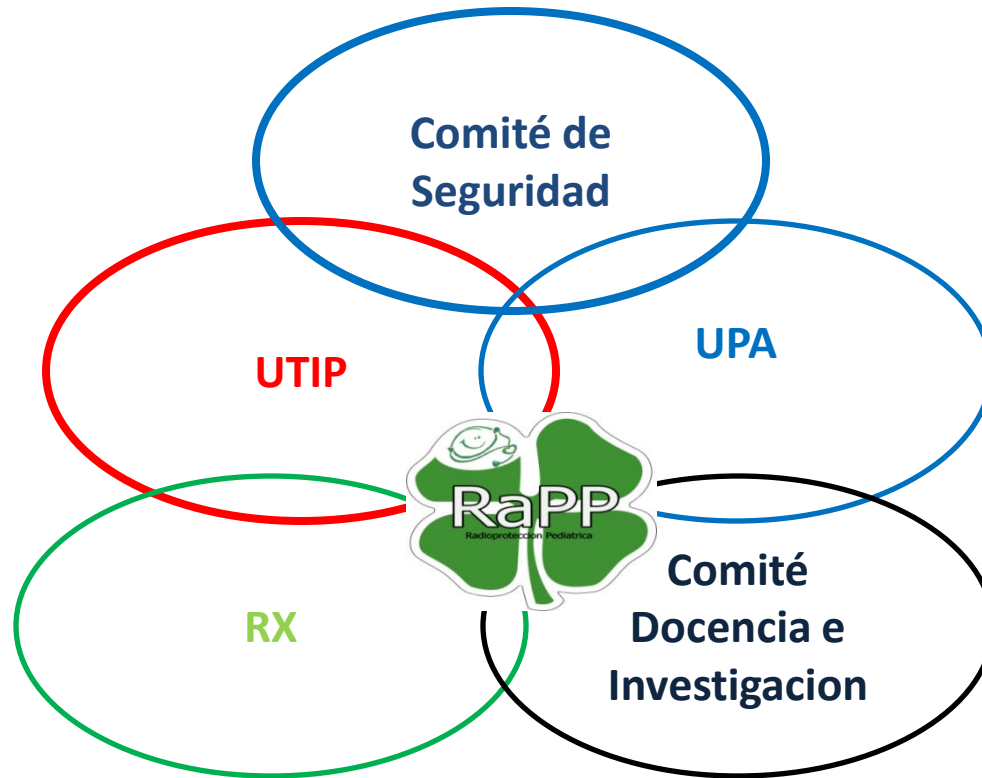 Comité de
Seguridad
UTIP
UPA
RaPP
Radioproteccion Pediatrica
RX
Comité
Docencia e
Investigacion